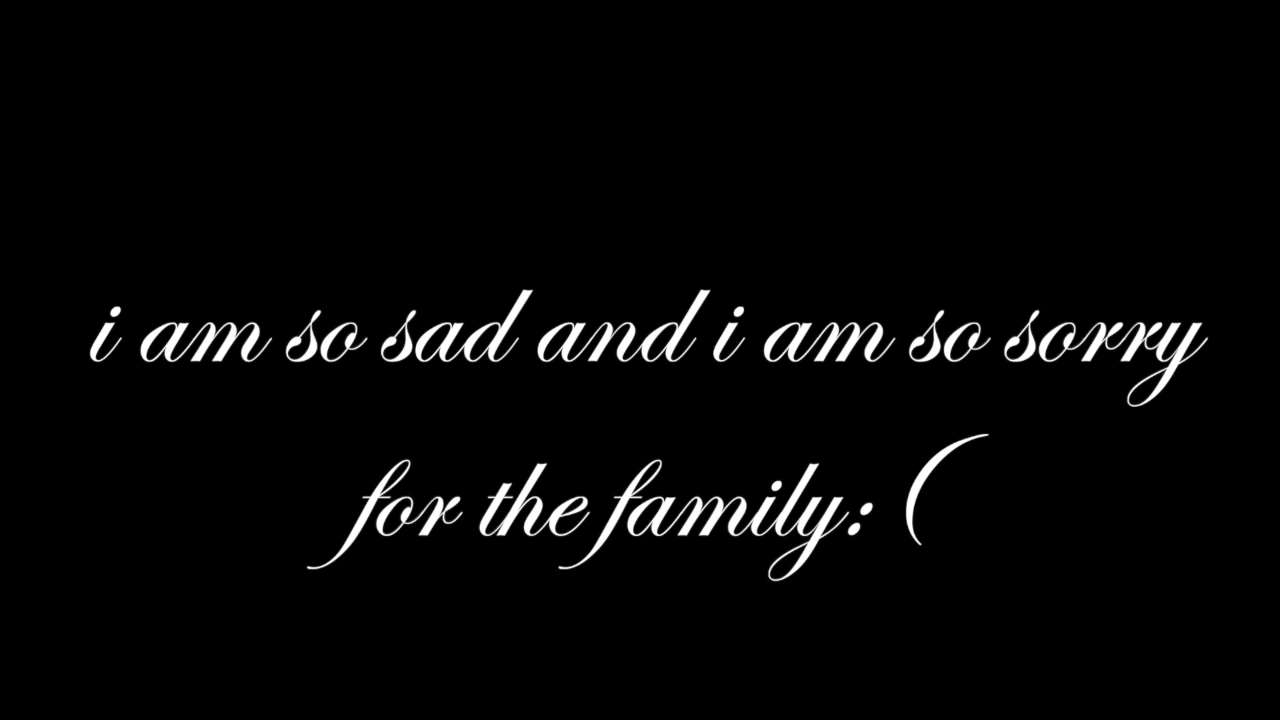 i am so sad and i am so sorry
for the family: (